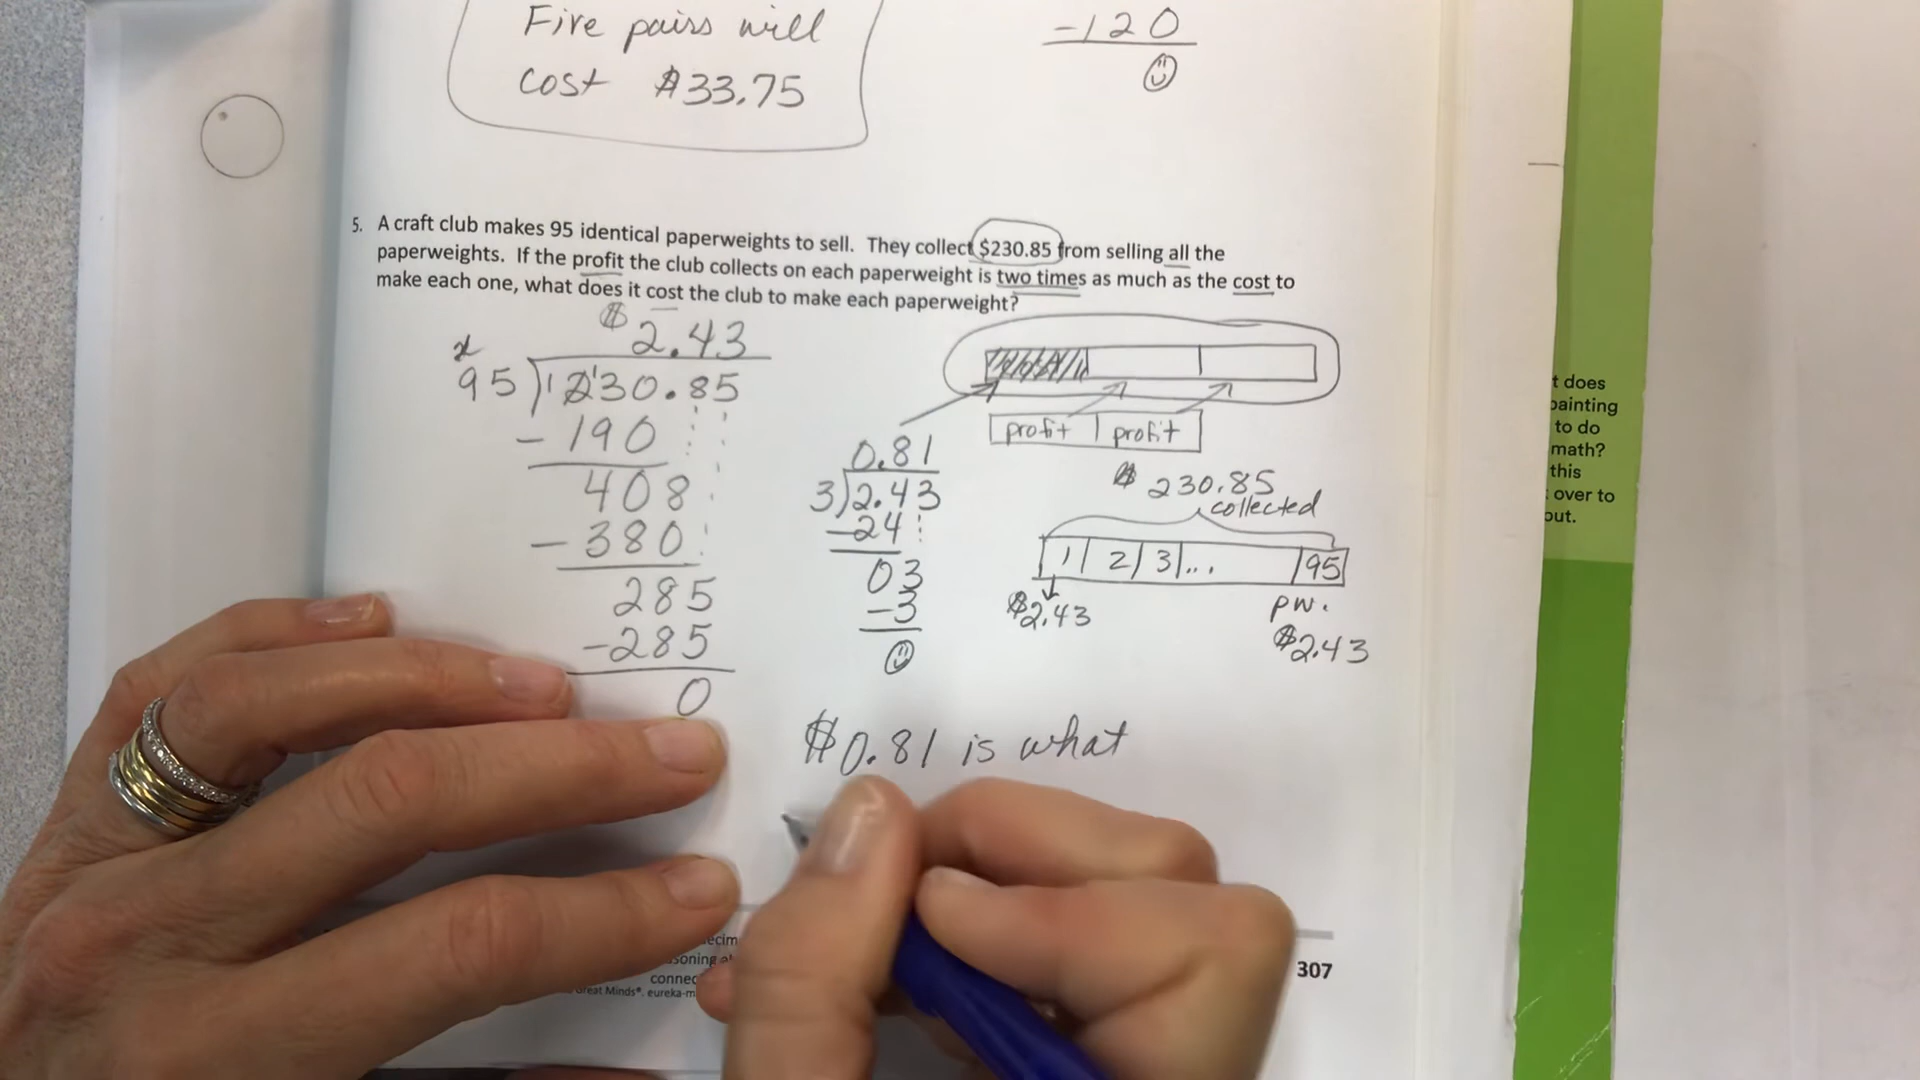 Five pairs will
cost $33.75
-120
5. A craft club makes 95 identical paperweights to sell. They collect $230.85 from selling all the
paperweights. If the profit the club collects on each paperweight is two times as much as the cost to
make each one, what does it cost the club to make each paperweight?
$2.43
95)230.85
-190
408
-380
285
-285
0
profit profit
0.81
3)2.43
-24
03
-3
$230.85
collected
1 2 3 ... 95
$2.43
pw.
$2.43
$0.81 is what
t does
painting
to do
math?
this
over to
out.
307
eureka-m